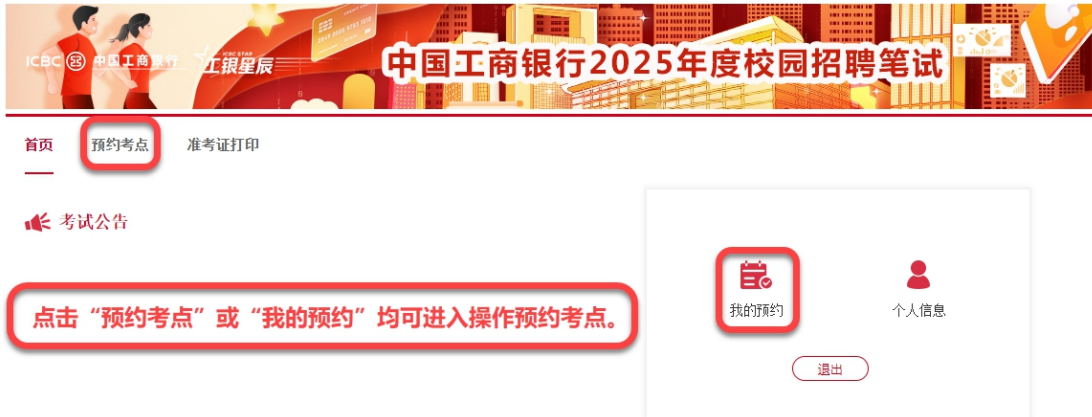 ICBC 中国工商银行
ICBC STAR
工银星辰
中国工商银行2025年度校园招聘笔试
首页 预约考点 准考证打印
考试公告
点击“预约考点”或“我的预约”均可进入操作预约考点。
我的预约 个人信息
退出